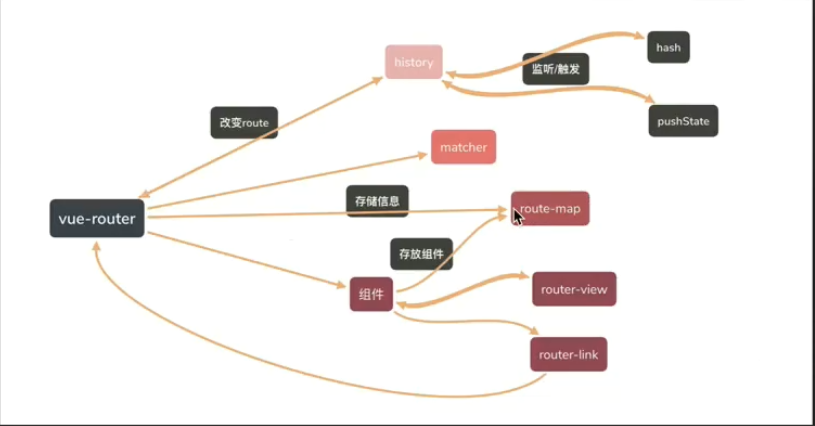 history
hash
监听/触发
pushState
改变route
matcher
vue-router
存储信息
route-map
存放组件
组件
router-view
router-link